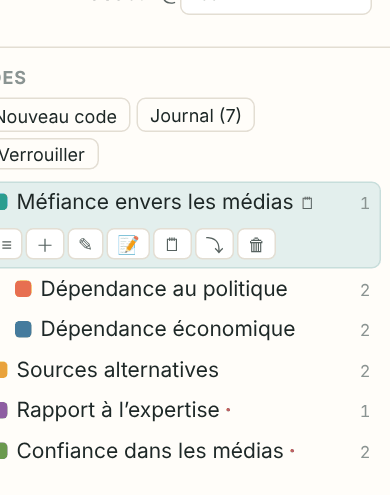 ES
Nouveau code
Journal (7)
Verrouiller
Méfiance envers les médias 1
Dépendance au politique 2
Dépendance économique 2
Sources alternatives 2
Rapport à l’expertise · 1
Confiance dans les médias · 2